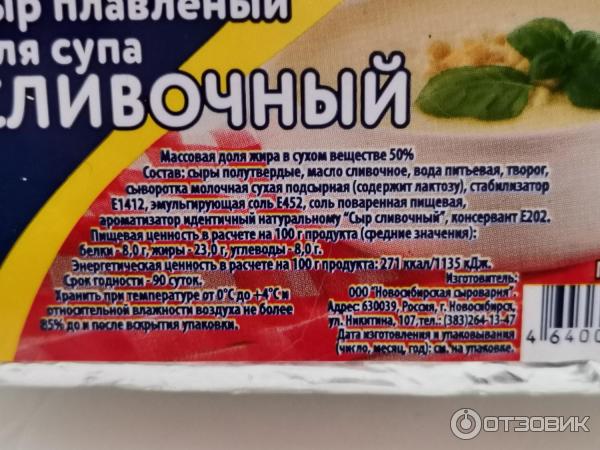 сыр плавленый
для супа
СЛИВОЧНЫЙ
Массовая доля жира в сухом веществе 50%
Состав: сыры полутвердые, масло сливочное, вода питьевая, творог,
сыворотка молочная сухая подсырная (содержит лактозу), стабилизатор
Е1412, эмульгирующая соль Е452, соль поваренная пищевая,
ароматизатор идентичный натуральному "Сыр сливочный", консервант Е202.
Пищевая ценность в расчете на 100 г продукта (средние значения):
белки - 8,0 г, жиры - 23,0 г, углеводы - 8,0 г.
Энергетическая ценность в расчете на 100 г продукта: 271 ккал/1135 кДж.
Срок годности - 90 суток.
Хранить при температуре от 0°С до +4°С и
относительной влажности воздуха не более
85% до и после вскрытия упаковки.
Изготовитель:
ООО "Новосибирская сыроварня".
Адрес: 630039, Россия, г. Новосибирск,
ул. Никитина, 107, тел.: (383)264-13-47
Дата изготовления и упаковывания
(число, месяц, год): см. на упаковке.
4 6400
ОТЗОВИК